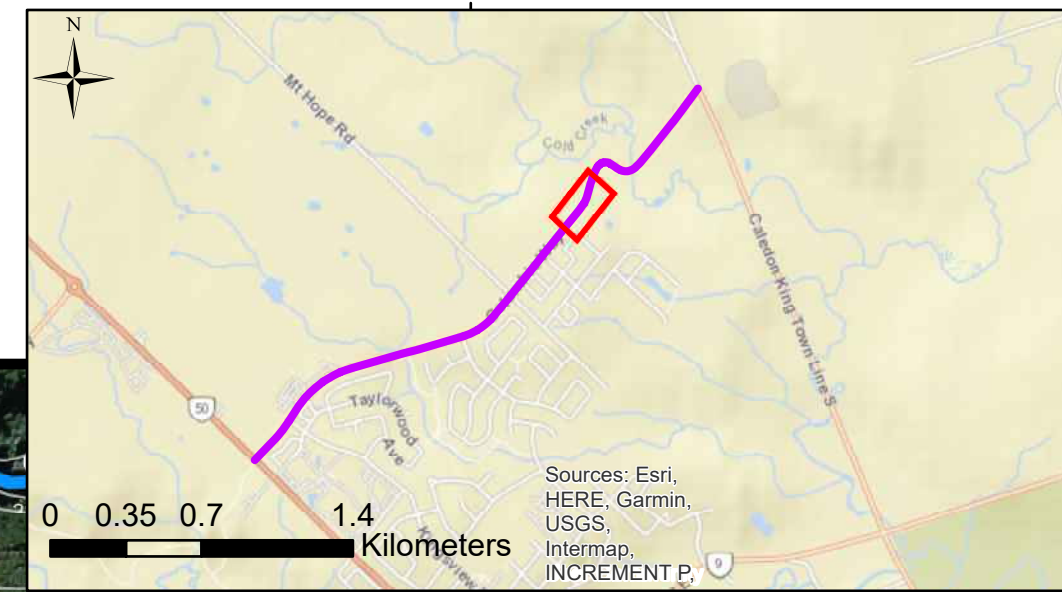 N
Mt Hope Rd
Cold Creek
Caledon King Town Line S
50
Taylorwood
Ave
Sources: Esri,
HERE, Garmin,
USGS,
Intermap,
INCREMENT P,
0 0.35 0.7 1.4
Kilometers
9